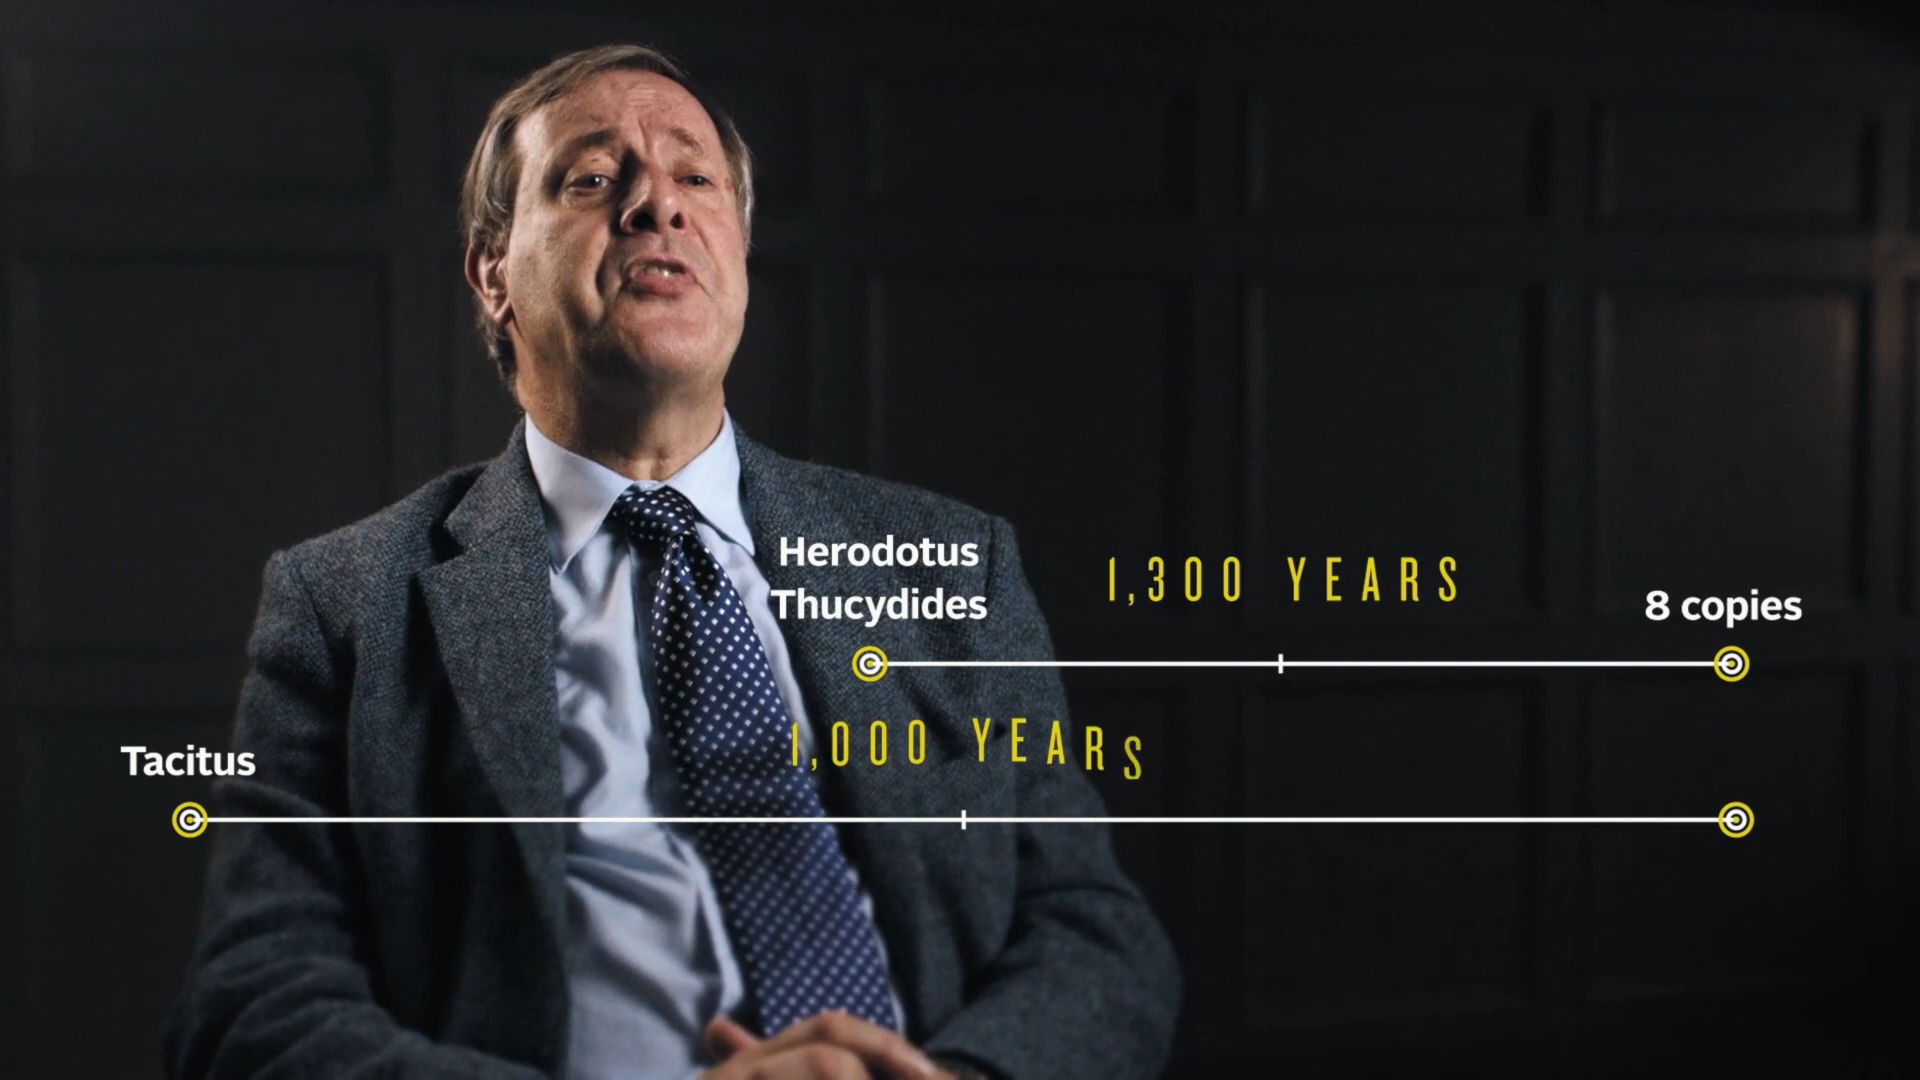 Herodotus
Thucydides
1,300 YEARS
8 copies
Tacitus
1,000 YEARS